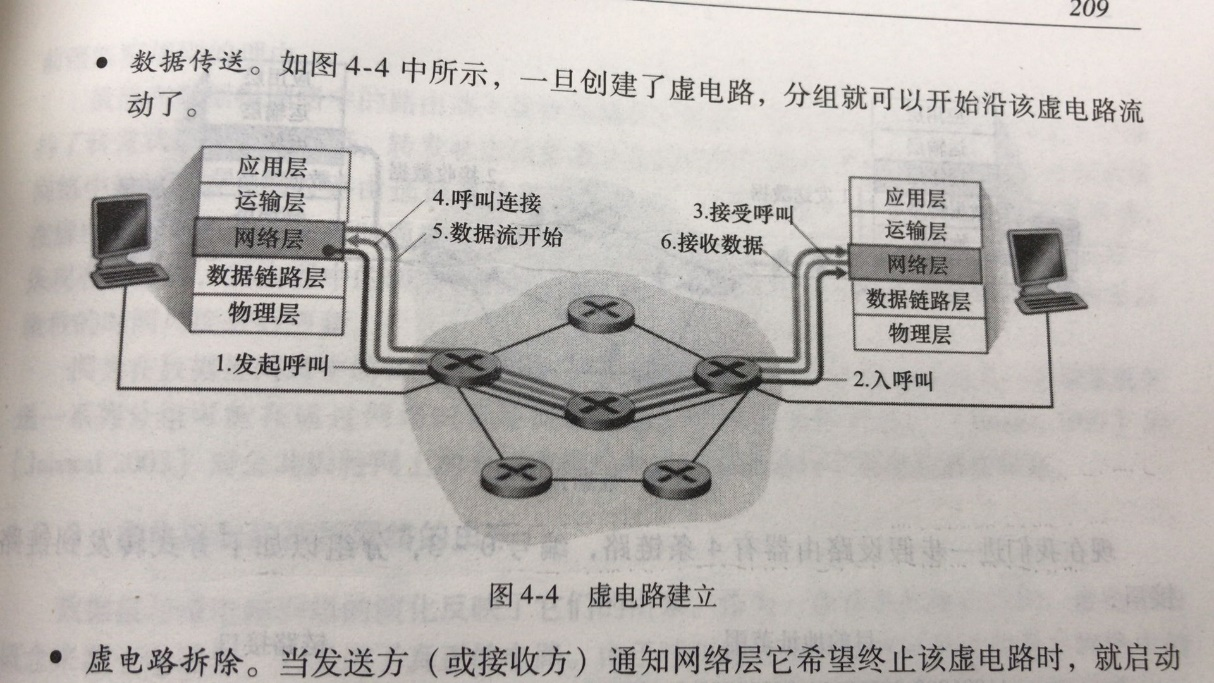 209
• 数据传送。如图 4-4 中所示，一旦创建了虚电路，分组就可以开始沿该虚电路流
动了。
应用层
运输层
网络层
数据链路层
物理层
4.呼叫连接
5.数据流开始
3.接受呼叫
6.接收数据
应用层
运输层
网络层
数据链路层
物理层
1.发起呼叫
2.入呼叫
图 4-4 虚电路建立
• 虚电路拆除。当发送方（或接收方）通知网络层它希望终止该虚电路时，就启动